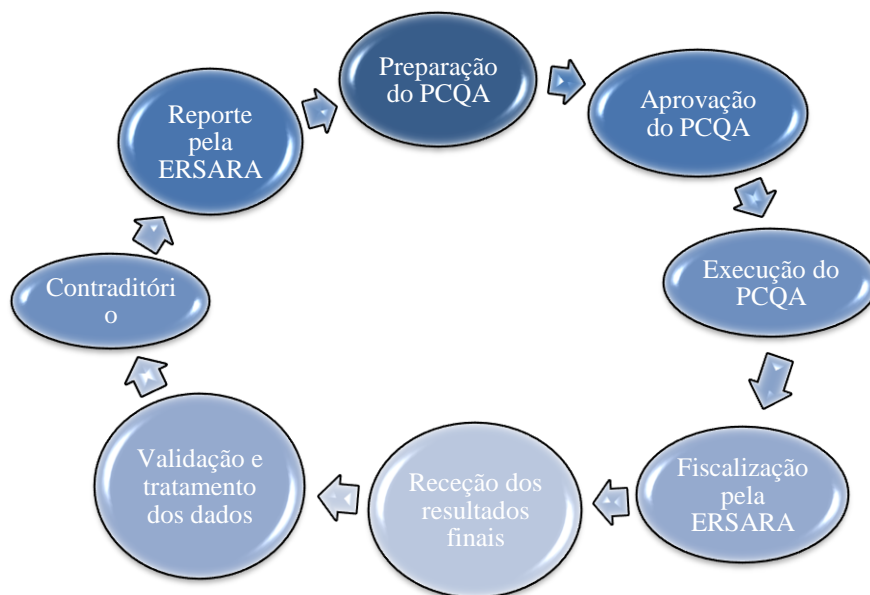 Preparação
do PCQA
Aprovação
do PCQA
Execução do
PCQA
Fiscalização
pela
ERSARA
Receção dos
resultados
finais
Validação e
tratamento
dos dados
Contraditóri
o
Reporte
pela
ERSARA